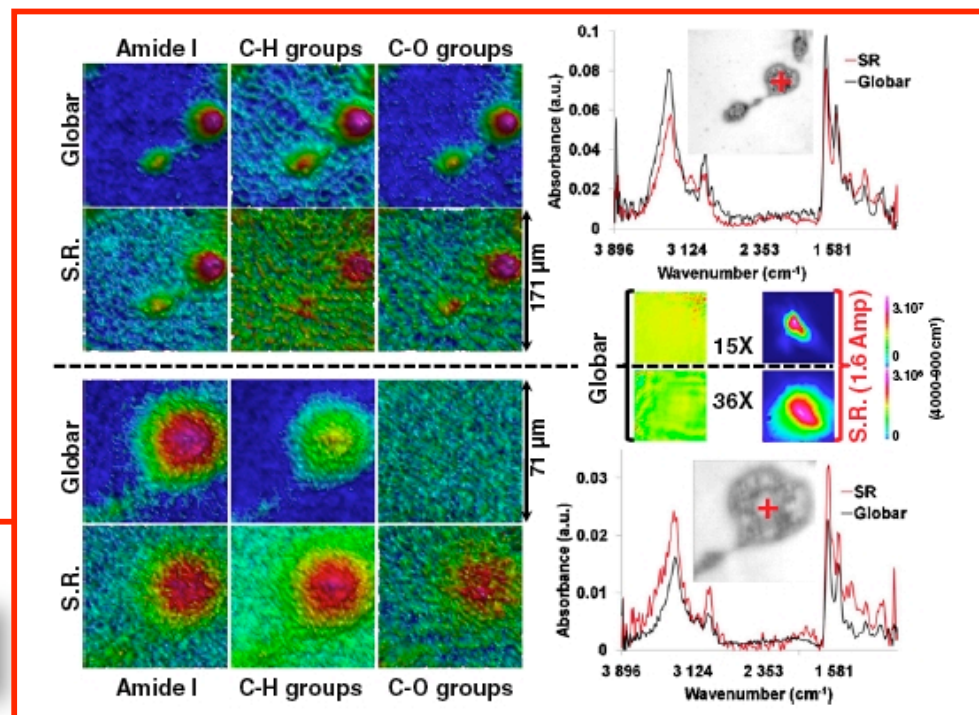 Amide I C-H groups C-O groups
Globar
S.R.
171 µm
Globar
S.R.
71 µm
Amide I C-H groups C-O groups
0.1
0.08
0.06
0.04
0.02
0
Absorbance (a.u.)
SR
Globar
3 896 3 124 2 353 1 581
Wavenumber (cm⁻¹)
Globar
15X
36X
S.R. (1.6 Amp)
3.10⁷
0
3.10⁶
0
(4000-900 cm¹)
0.03
0.02
0.01
0
Absorbance (a.u.)
SR
Globar
3 896 3 124 2 353 1 581
Wavenumber (cm⁻¹)